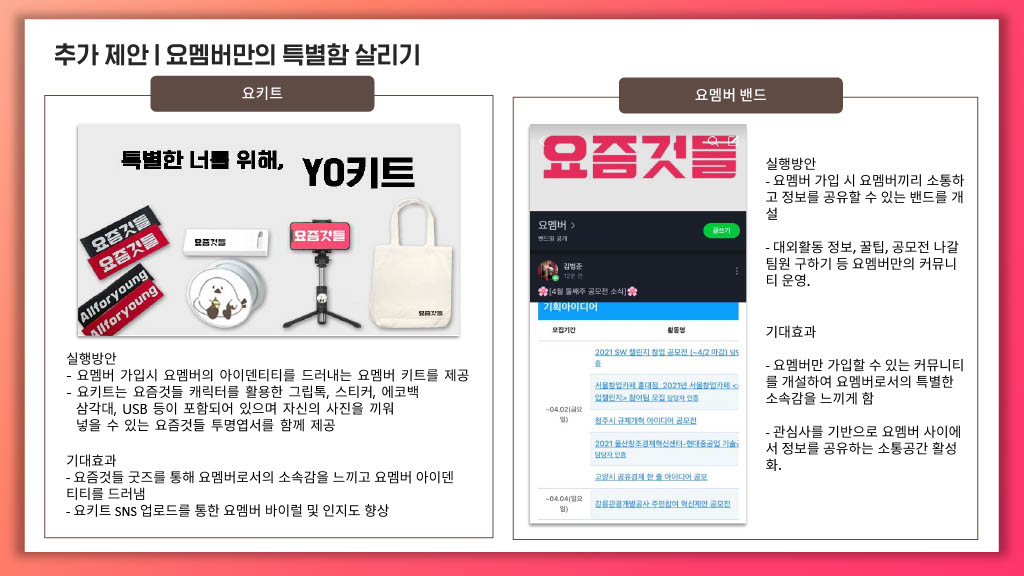 추가 제안 | 요멤버만의 특별함 살리기
요키트
특별한 너를 위해, YO키트
요즘것들
요즘것들
Allforyoung
Allforyoung
요즘것들
요즘것들
요즘것들
실행방안
- 요멤버 가입시 요멤버의 아이덴티티를 드러내는 요멤버 키트를 제공
- 요키트는 요즘것들 캐릭터를 활용한 그립톡, 스티커, 에코백
삼각대, USB 등이 포함되어 있으며 자신의 사진을 끼워
넣을 수 있는 요즘것들 투명엽서를 함께 제공
기대효과
- 요즘것들 굿즈를 통해 요멤버로서의 소속감을 느끼고 요멤버 아이덴
티티를 드러냄
- 요키트 SNS 업로드를 통한 요멤버 바이럴 및 인지도 향상
요멤버 밴드
요즘것들
요멤버 >
밴드명 공개
글쓰기
김범준
12분 전
🌸[4월 둘째주 공모전 소식]🌸
기획아이디어
모집기간 활동명
2021 SW 챌린지 창업 공모전 (~4/2 마감) 담당
증
~04.02(금요
일)
서울창업카페 홍대점_2021년 서울창업카페 <
업챌린지> 참여팀 모집 담당자 인증
청주시 규제개혁 아이디어 공모전
2021 울산창조경제혁신센터-현대중공업 기술공
담당자 인증
고양시 공유경제 한 줄 아이디어 공모
~04.04(일요
일)
강릉관광개발공사 주민참여 혁신제안 공모전
실행방안
- 요멤버 가입 시 요멤버끼리 소통하
고 정보를 공유할 수 있는 밴드를 개
설
- 대외활동 정보, 꿀팁, 공모전 나갈
팀원 구하기 등 요멤버만의 커뮤니
티 운영.
기대효과
- 요멤버만 가입할 수 있는 커뮤니티
를 개설하여 요멤버로서의 특별한
소속감을 느끼게 함
- 관심사를 기반으로 요멤버 사이에
서 정보를 공유하는 소통공간 활성
화.